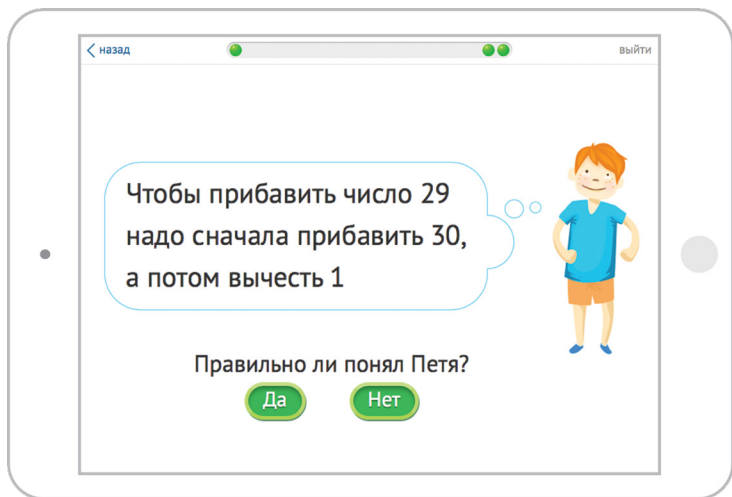 назад
выйти
Чтобы прибавить число 29
надо сначала прибавить 30,
а потом вычесть 1
Правильно ли понял Петя?
Да
Нет